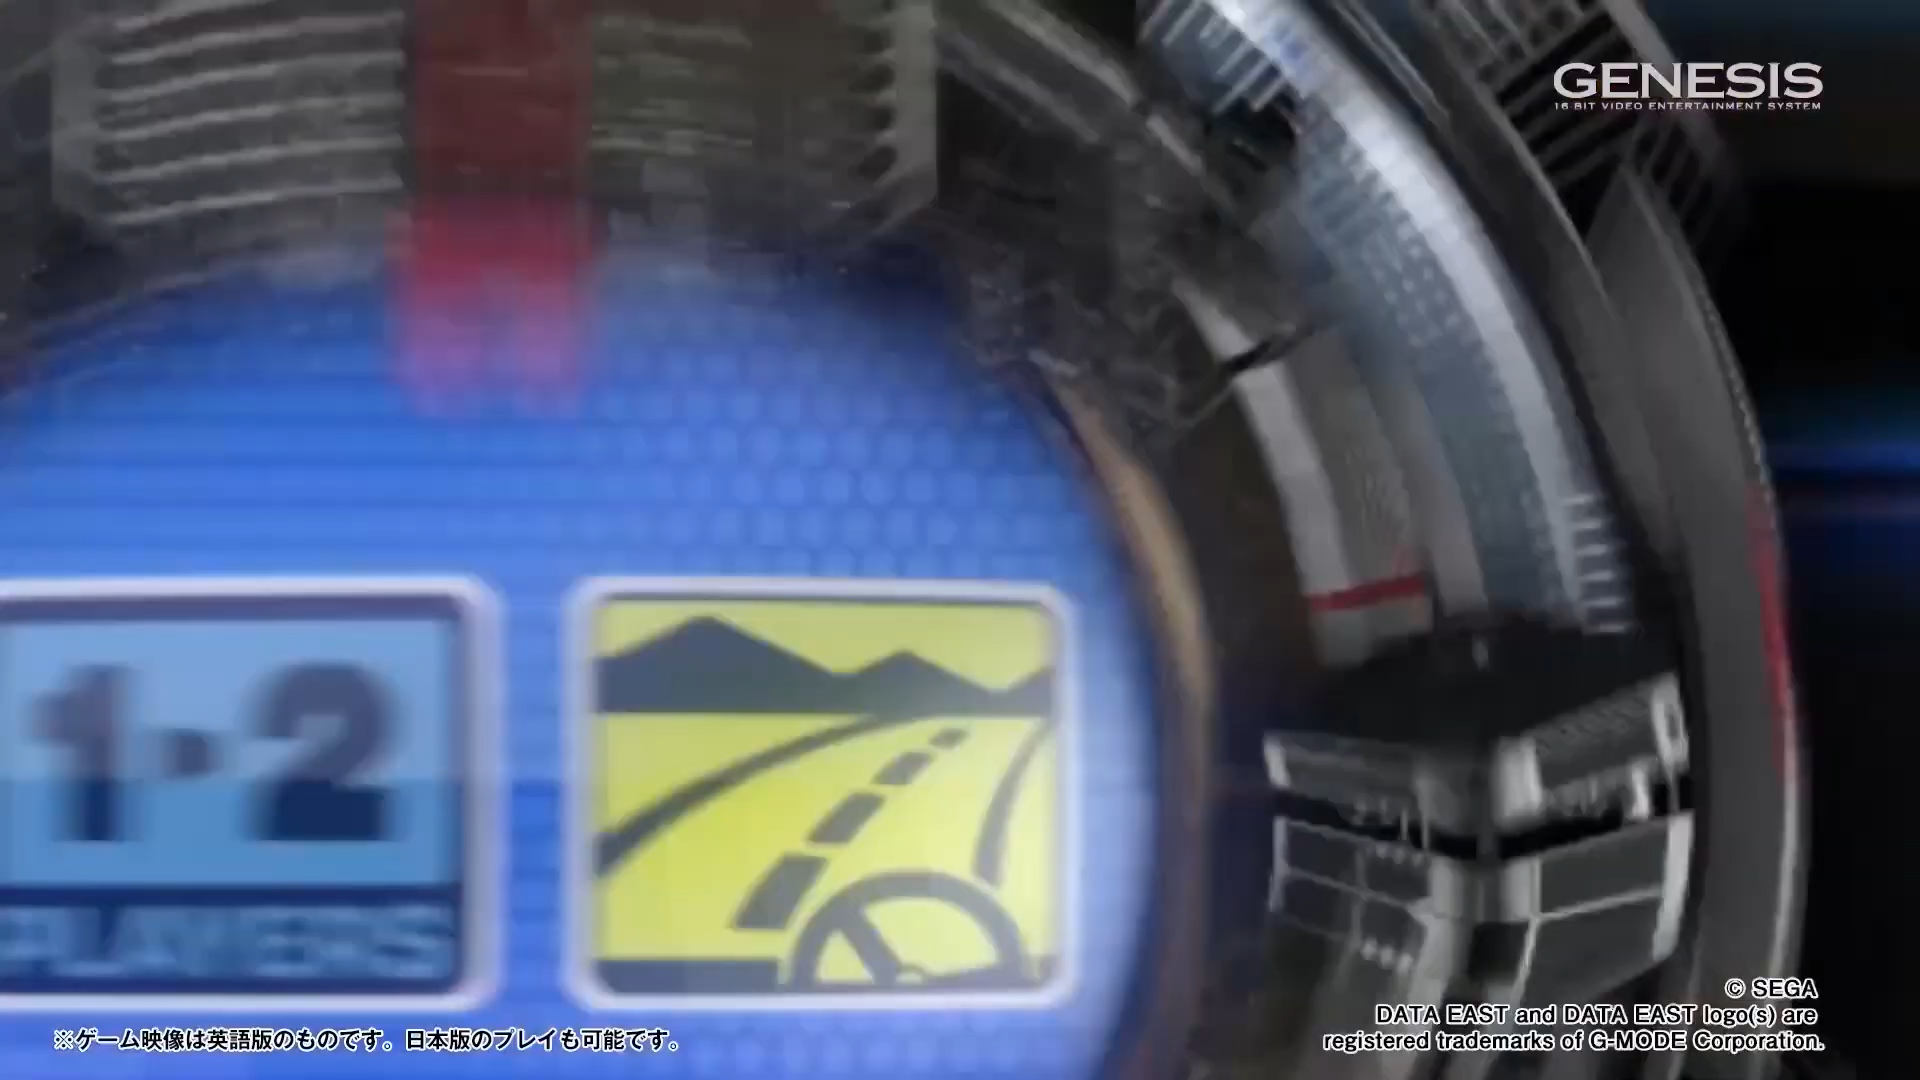 GENESIS
16-BIT VIDEO ENTERTAINMENT SYSTEM
1-2
PLAYERS
© SEGA
DATA EAST and DATA EAST logo(s) are
registered trademarks of G-MODE Corporation.
※ゲーム映像は英語版のものです。日本版のプレイも可能です。